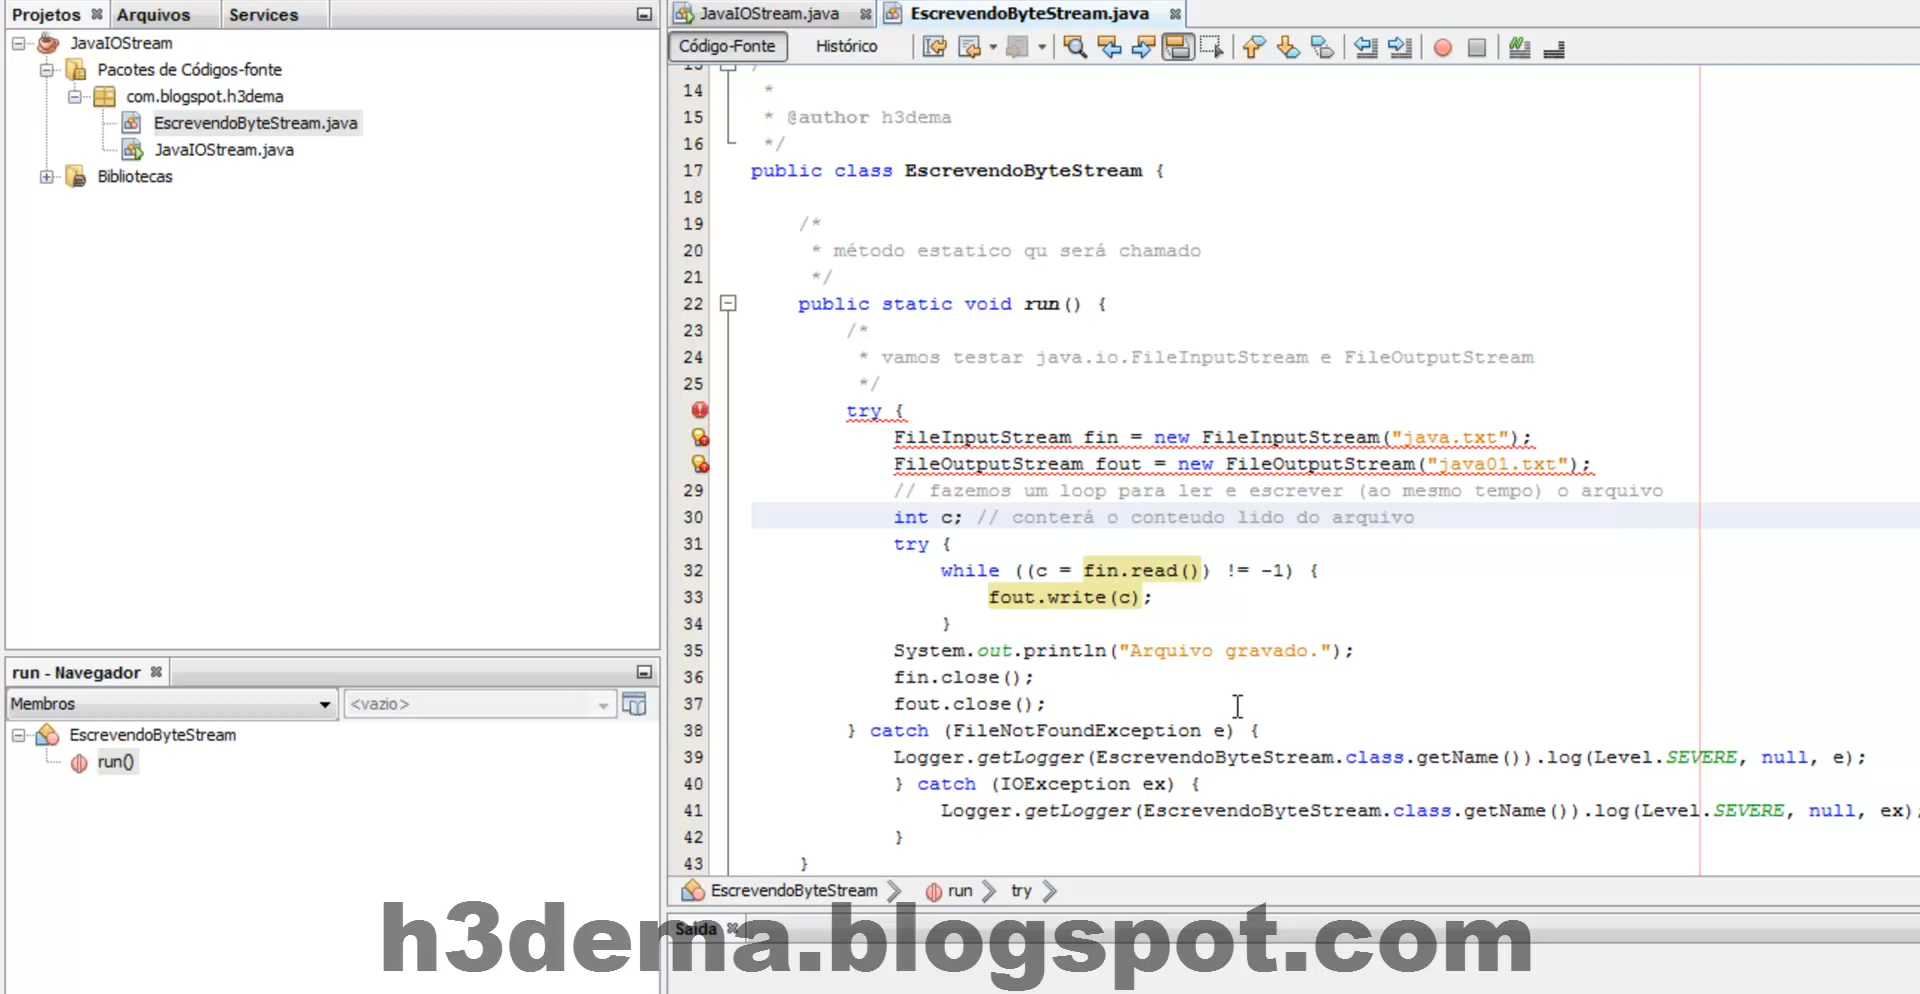 Projetos Arquivos Services
JavaIOStream
Pacotes de Códigos-fonte
com.blogspot.h3dema
EscrevendoByteStream.java
JavaIOStream.java
Bibliotecas
run - Navegador
Membros <vazio>
EscrevendoByteStream
run()
JavaIOStream.java EscrevendoByteStream.java
Código-Fonte Histórico
14 *
15 * @author h3dema
16 */
17 public class EscrevendoByteStream {
18
19 /*
20 * método estatico qu será chamado
21 */
22 public static void run() {
23 /*
24 * vamos testar java.io.FileInputStream e FileOutputStream
25 */
try {
FileInputStream fin = new FileInputStream("java.txt");
FileOutputStream fout = new FileOutputStream("java01.txt");
29 // fazemos um loop para ler e escrever (ao mesmo tempo) o arquivo
30 int c; // conterá o conteudo lido do arquivo
31 try {
32 while ((c = fin.read()) != -1) {
33 fout.write(c);
34 }
35 System.out.println("Arquivo gravado.");
36 fin.close();
37 fout.close();
38 } catch (FileNotFoundException e) {
39 Logger.getLogger(EscrevendoByteStream.class.getName()).log(Level.SEVERE, null, e);
40 } catch (IOException ex) {
41 Logger.getLogger(EscrevendoByteStream.class.getName()).log(Level.SEVERE, null, ex);
42 }
43 }
EscrevendoByteStream run try
Saída
h3dema.blogspot.com